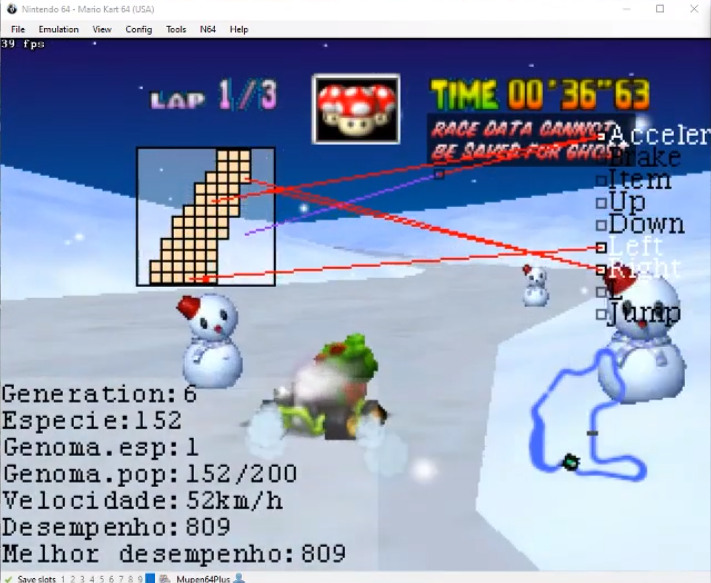 Nintendo 64 - Mario Kart 64 (USA)
File Emulation View Config Tools N64 Help
39 fps
LAP 1/3
TIME 00'36"63
RACE DATA CANNOT
BE SAVED FOR GHOST
Acceler
Brake
Item
Up
Down
Left
Right
L
Jump
Generation:6
Especie:152
Genoma.esp:1
Genoma.pop:152/200
Velocidade:52km/h
Desempenho:809
Melhor desempenho:809
Save slots 1 2 3 4 5 6 7 8 9 Mupen64Plus